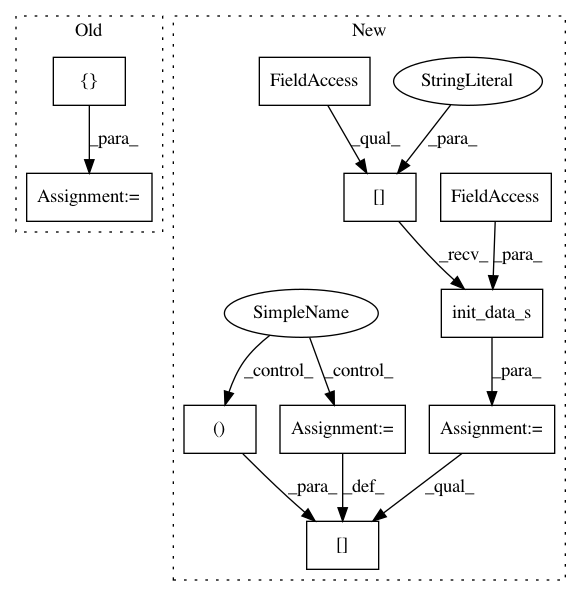 Old
New
{}
FieldAccess
StringLiteral
_para_
_qual_
_para_
Assignment:=
[]
FieldAccess
_recv_
_para_
SimpleName
init_data_s
_control_
_control_
_para_
()
Assignment:=
Assignment:=
_para_
_def_
_qual_
[]